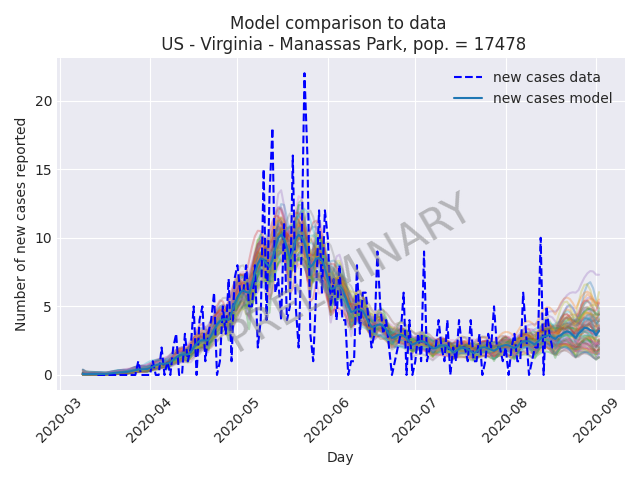 Model comparison to data
US - Virginia - Manassas Park, pop. = 17478
new cases data
new cases model
Number of new cases reported
20
15
10
5
0
PRELIMINARY
2020-03
2020-04
2020-05
2020-06
2020-07
2020-08
2020-09
Day